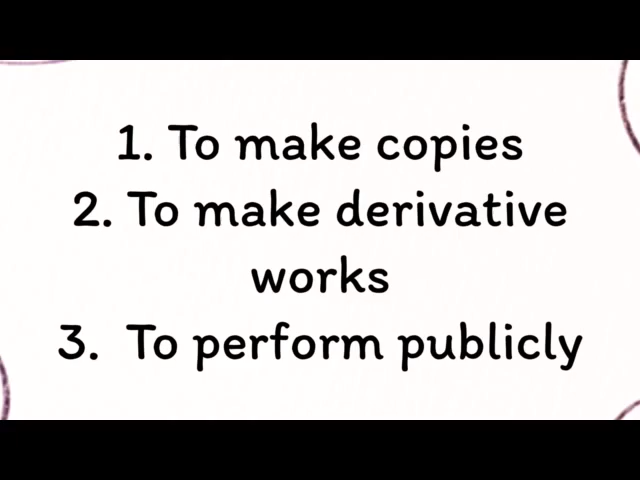 1. To make copies
2. To make derivative
works
3. To perform publicly